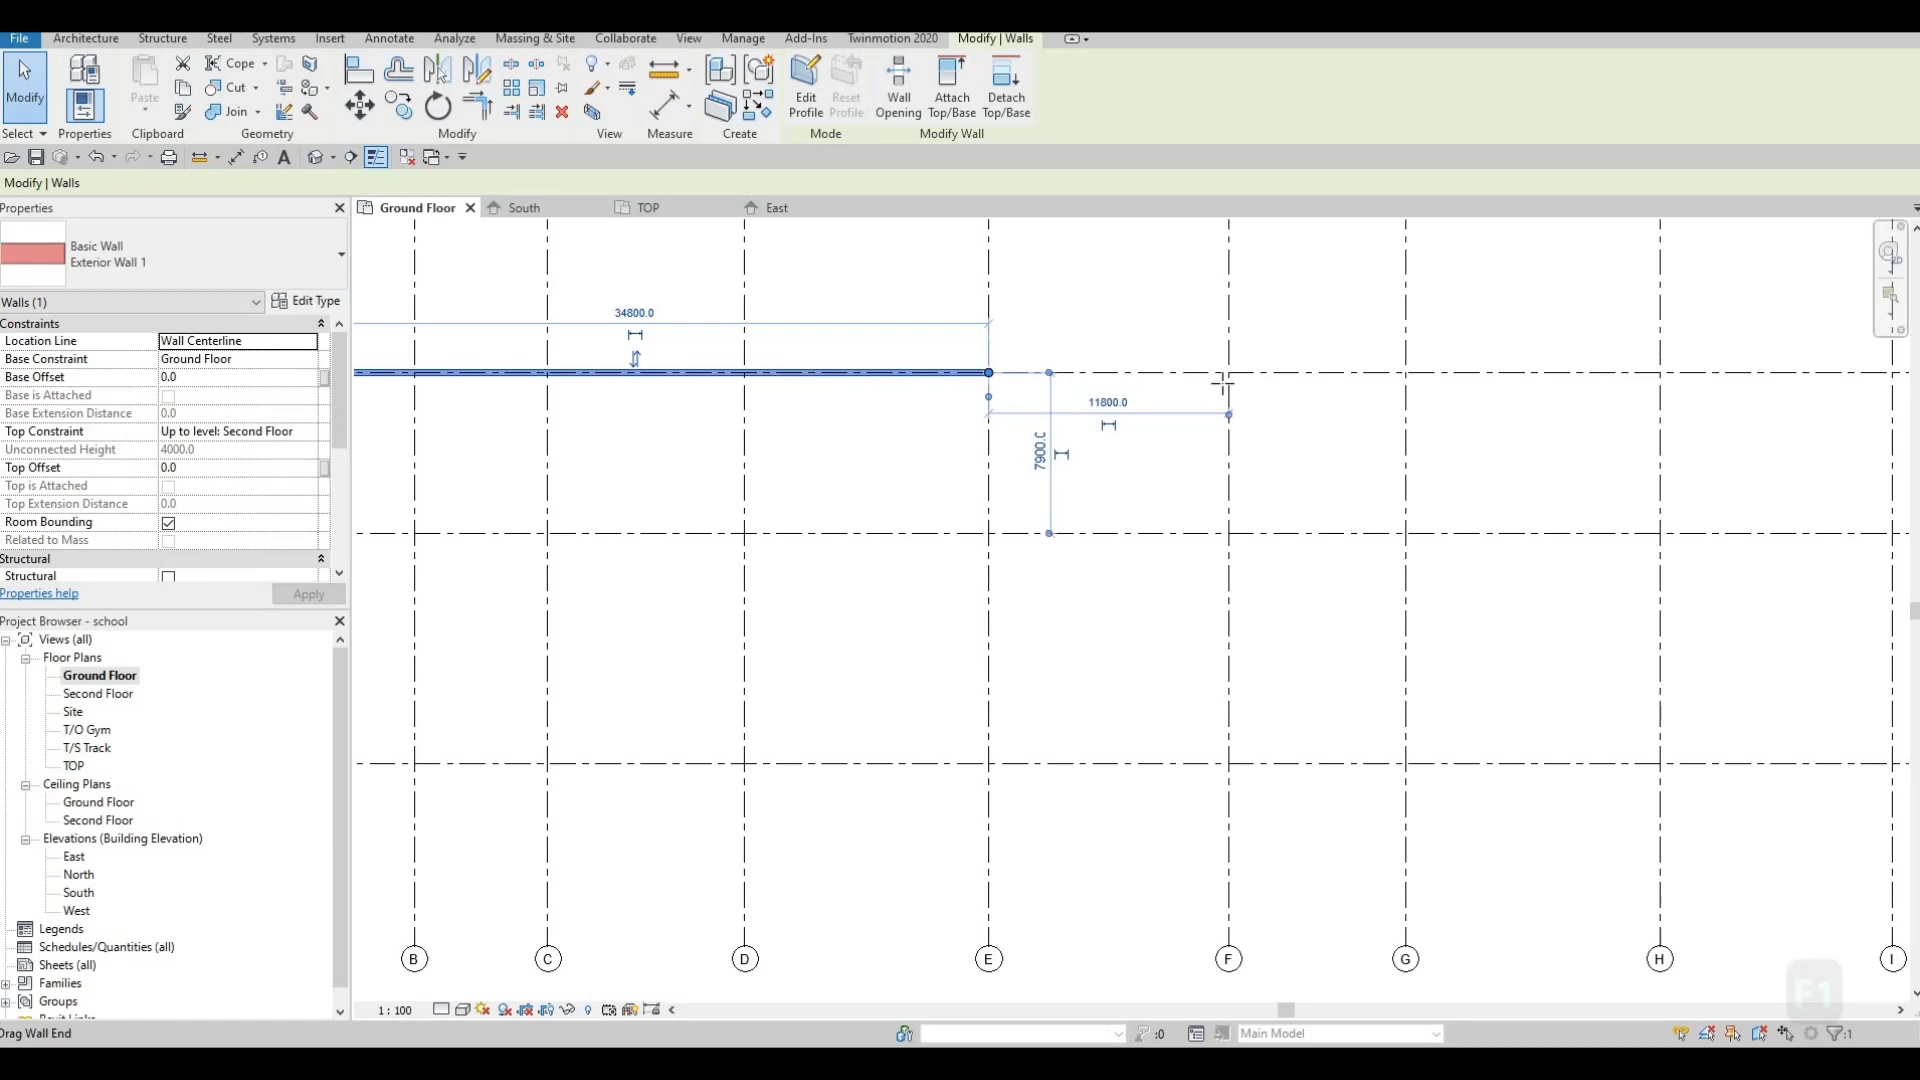 File Architecture Structure Steel Systems Insert Annotate Analyze Massing & Site Collaborate View Manage Add-Ins Twinmotion 2020 Modify | Walls
Modify
Paste
Cope
Cut
Join
Edit Profile
Reset Profile
Wall Opening
Attach Top/Base
Detach Top/Base
Select Properties Clipboard Geometry Modify View Measure Create Mode Modify Wall
Modify | Walls
Properties
Ground Floor South TOP East
Basic Wall
Exterior Wall 1
Walls (1) Edit Type
Constraints
Location Line Wall Centerline
Base Constraint Ground Floor
Base Offset 0.0
Base is Attached
Base Extension Distance 0.0
Top Constraint Up to level: Second Floor
Unconnected Height 4000.0
Top Offset 0.0
Top is Attached
Top Extension Distance 0.0
Room Bounding
Related to Mass
Structural
Structural
Properties help Apply
Project Browser - school
Views (all)
Floor Plans
Ground Floor
Second Floor
Site
T/O Gym
T/S Track
TOP
Ceiling Plans
Ground Floor
Second Floor
Elevations (Building Elevation)
East
North
South
West
Legends
Schedules/Quantities (all)
Sheets (all)
Families
Groups
34800.0
11800.0
B C D E F G H I
F1
1 : 100
Drag Wall End
:0
Main Model
:1